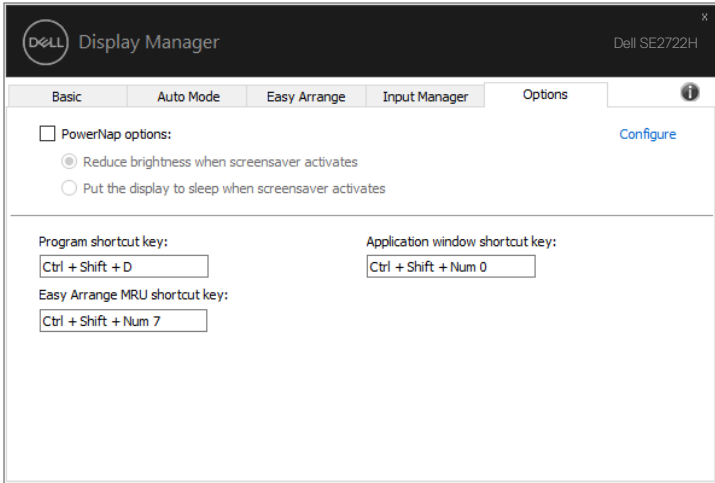 x
DELL Display Manager Dell SE2722H
Basic Auto Mode Easy Arrange Input Manager Options i
PowerNap options: Configure
Reduce brightness when screensaver activates
Put the display to sleep when screensaver activates
Program shortcut key: Application window shortcut key:
Ctrl + Shift + D Ctrl + Shift + Num 0
Easy Arrange MRU shortcut key:
Ctrl + Shift + Num 7